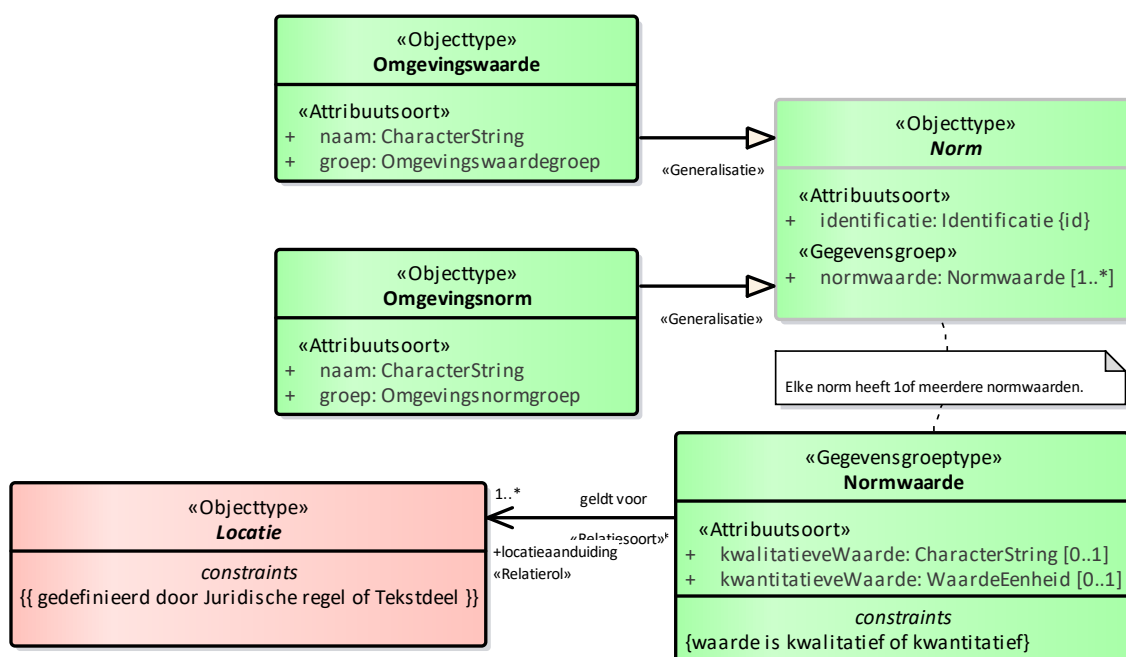 «Objecttype»
Omgevingswaarde
«Attribuutsoort»
+ naam: CharacterString
+ groep: Omgevingswaardegroep
«Generalisatie»
«Objecttype»
Norm
«Attribuutsoort»
+ identificatie: Identificatie {id}
«Gegevensgroep»
+ normwaarde: Normwaarde [1..*]
«Objecttype»
Omgevingsnorm
«Attribuutsoort»
+ naam: CharacterString
+ groep: Omgevingsnormgroep
«Generalisatie»
Elke norm heeft 1of meerdere normwaarden.
«Gegevensgroeptype»
Normwaarde
«Attribuutsoort»
+ kwalitatieveWaarde: CharacterString [0..1]
+ kwantitatieveWaarde: WaardeEenheid [0..1]
constraints
{waarde is kwalitatief of kwantitatief}
1..*
geldt voor
«Relatiesoort»*
+locatieaanduiding
«Relatierol»
«Objecttype»
Locatie
constraints
{{ gedefinieerd door Juridische regel of Tekstdeel }}